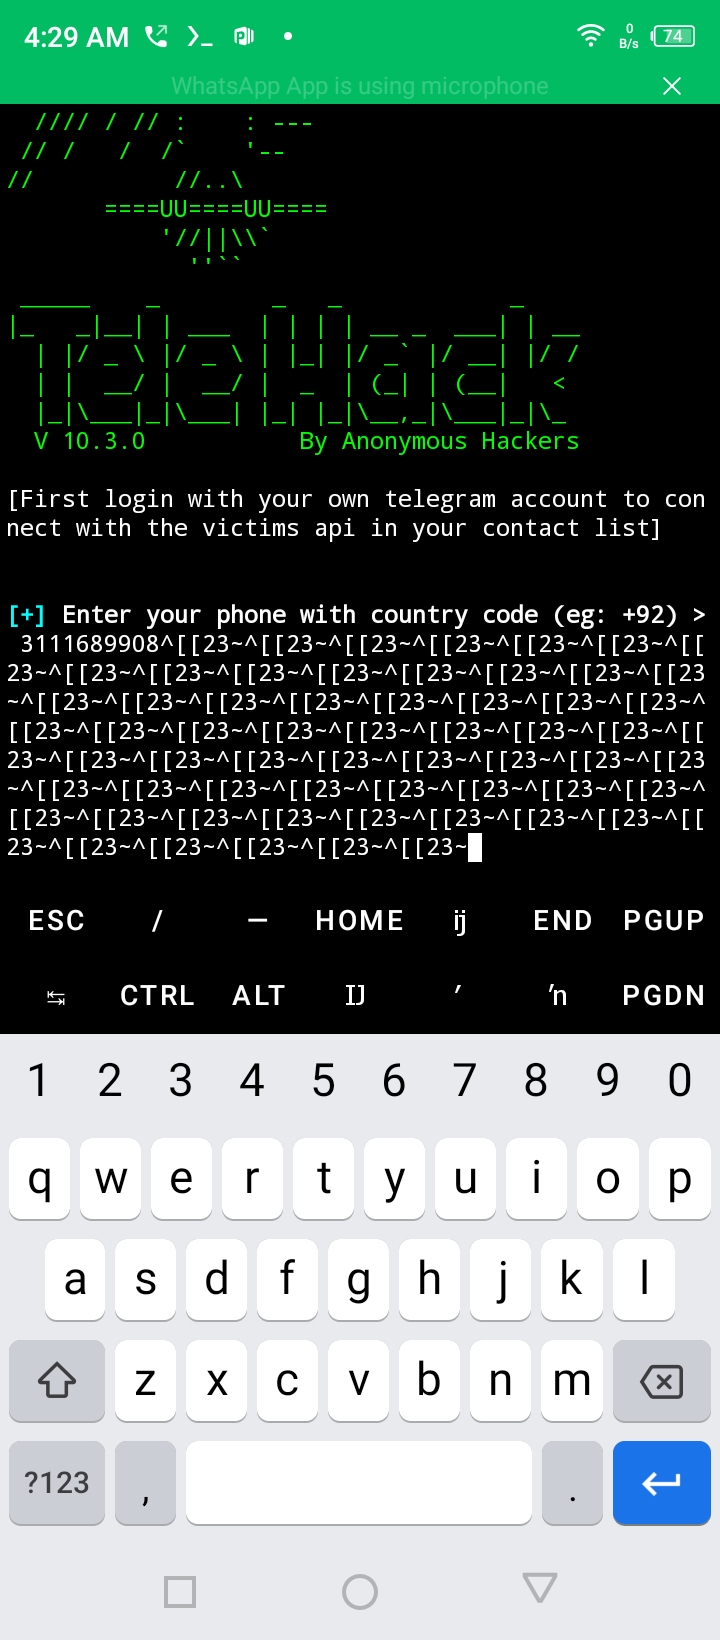 4:29 AM 0 B/s 74
WhatsApp App is using microphone
//// / // :    : ---
// /   /  /`     '--
//          //..\
====UU====UU====
'//||\\`
''``
TeleHack
V 10.3.0 By Anonymous Hackers
[First login with your own telegram account to con
nect with the victims api in your contact list]
[+] Enter your phone with country code (eg: +92) >
3111689908^[[23~^[[23~^[[23~^[[23~^[[23~^[[23~^[[
23~^[[23~^[[23~^[[23~^[[23~^[[23~^[[23~^[[23~^[[23
~^[[23~^[[23~^[[23~^[[23~^[[23~^[[23~^[[23~^[[23~^
[[23~^[[23~^[[23~^[[23~^[[23~^[[23~^[[23~^[[23~^[[
23~^[[23~^[[23~^[[23~^[[23~^[[23~^[[23~^[[23~^[[23
~^[[23~^[[23~^[[23~^[[23~^[[23~^[[23~^[[23~^[[23~^
[[23~^[[23~^[[23~^[[23~^[[23~^[[23~^[[23~^[[23~^[[
23~^[[23~^[[23~^[[23~^[[23~^[[23~
ESC / — HOME ĳ END PGUP
↹ CTRL ALT Ĳ ′ ŉ PGDN
1 2 3 4 5 6 7 8 9 0
q w e r t y u i o p
a s d f g h j k l
z x c v b n m
?123 , .